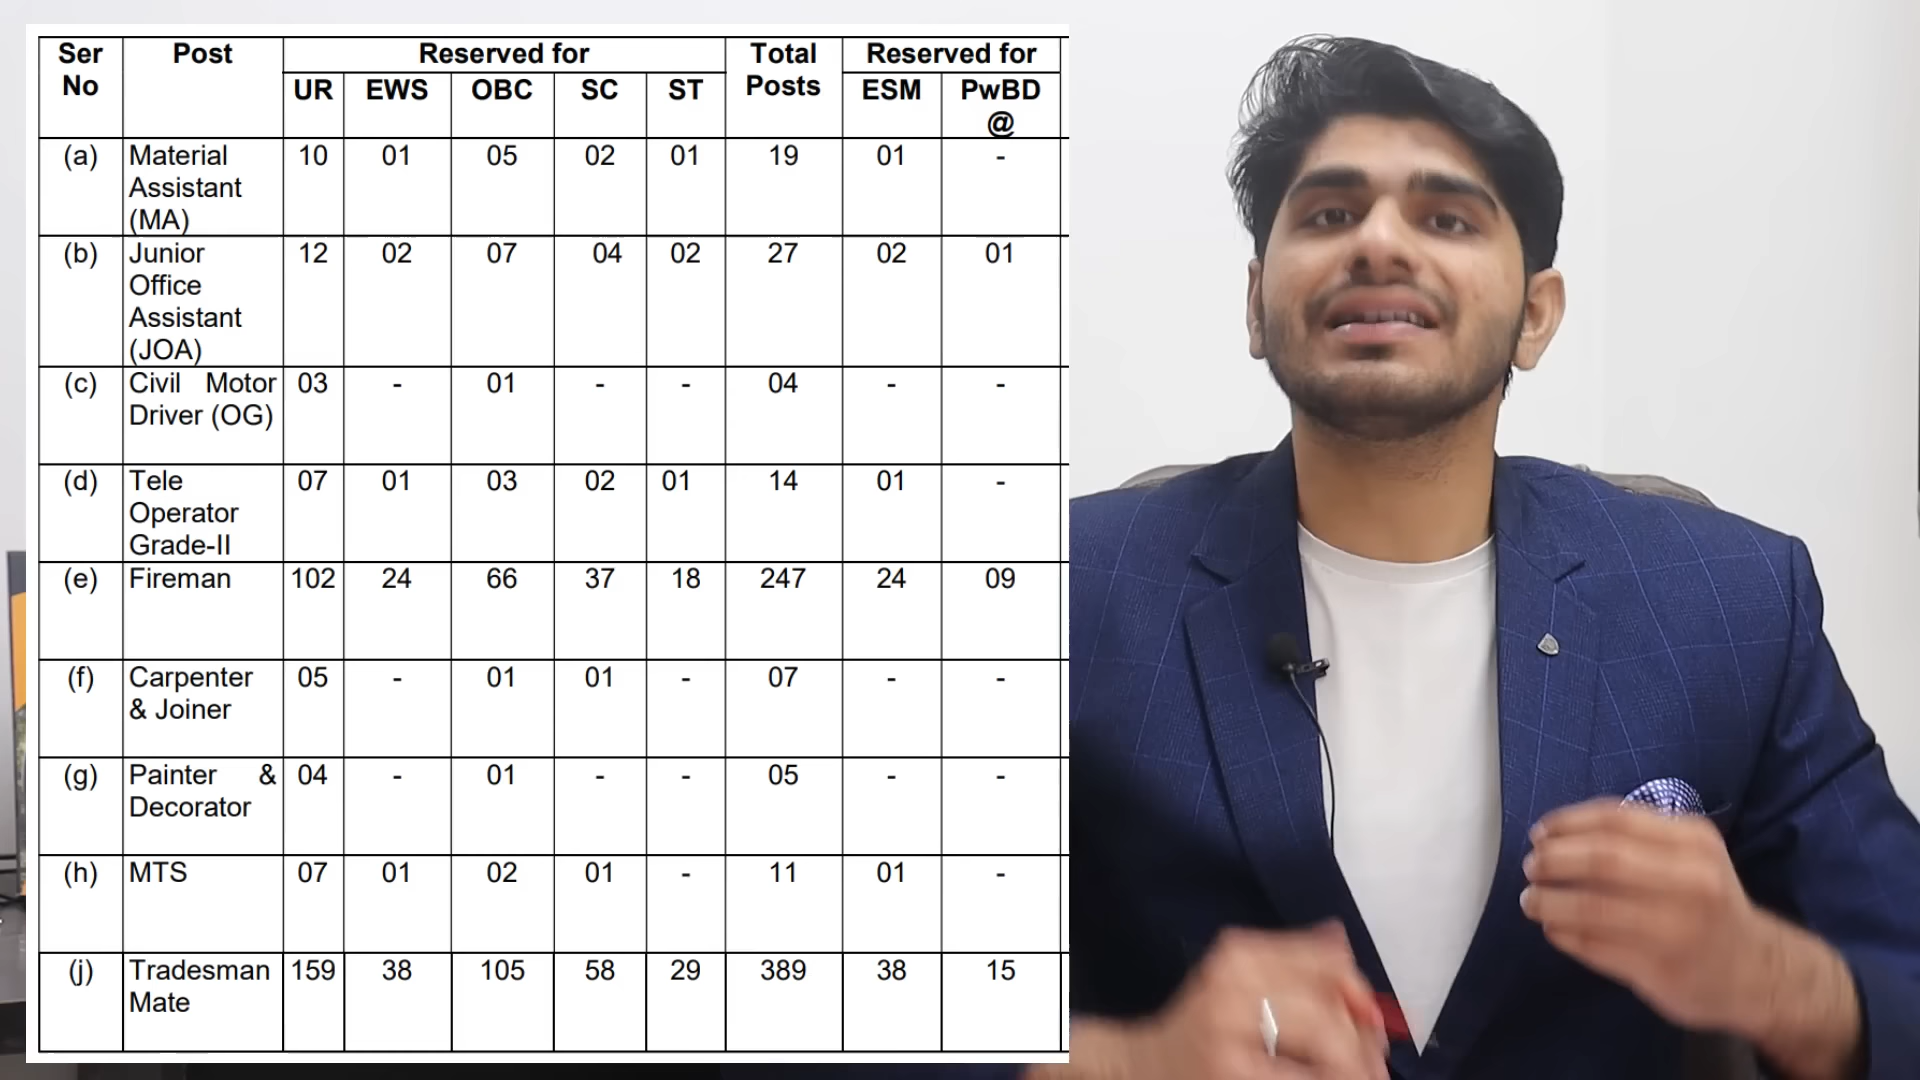 Ser No Post Reserved for Total Posts Reserved for
UR EWS OBC SC ST ESM PwBD @
(a) Material Assistant (MA) 10 01 05 02 01 19 01 -
(b) Junior Office Assistant (JOA) 12 02 07 04 02 27 02 01
(c) Civil Motor Driver (OG) 03 - 01 - - 04 - -
(d) Tele Operator Grade-II 07 01 03 02 01 14 01 -
(e) Fireman 102 24 66 37 18 247 24 09
(f) Carpenter & Joiner 05 - 01 01 - 07 - -
(g) Painter & Decorator 04 - 01 - - 05 - -
(h) MTS 07 01 02 01 - 11 01 -
(j) Tradesman Mate 159 38 105 58 29 389 38 15